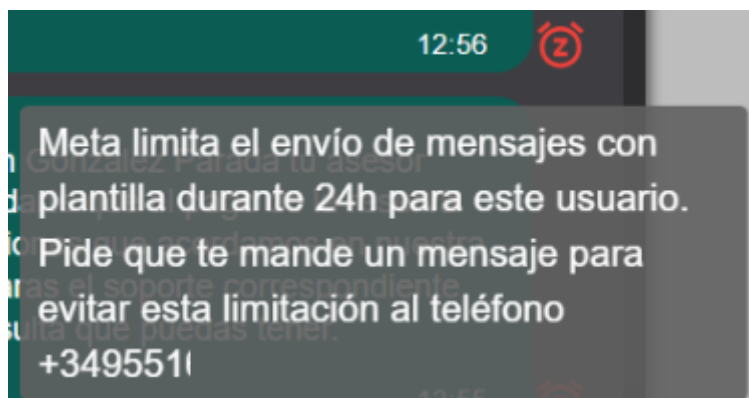 12:56
Meta limita el envío de mensajes con
plantilla durante 24h para este usuario.
Pide que te mande un mensaje para
evitar esta limitación al teléfono
+3495510